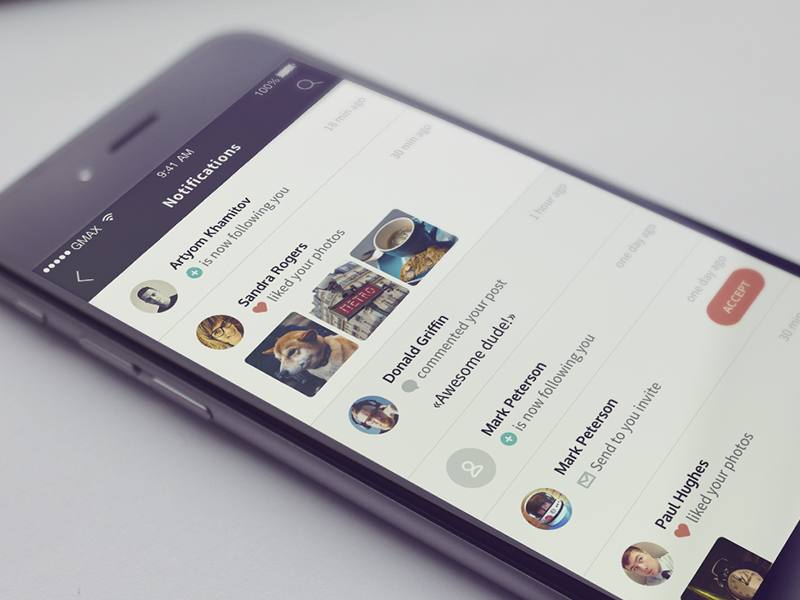 GMAX 9:41 AM 100%
Notifications
Artyom Khamitov 18 min ago
is now following you
Sandra Rogers 30 min ago
liked your photos
METRO
Donald Griffin 1 hour ago
commented your post
«Awesome dude!»
Mark Peterson one day ago
is now following you
Mark Peterson one day ago
Send to you invite
ACCEPT
Paul Hughes 30 min
liked your photos